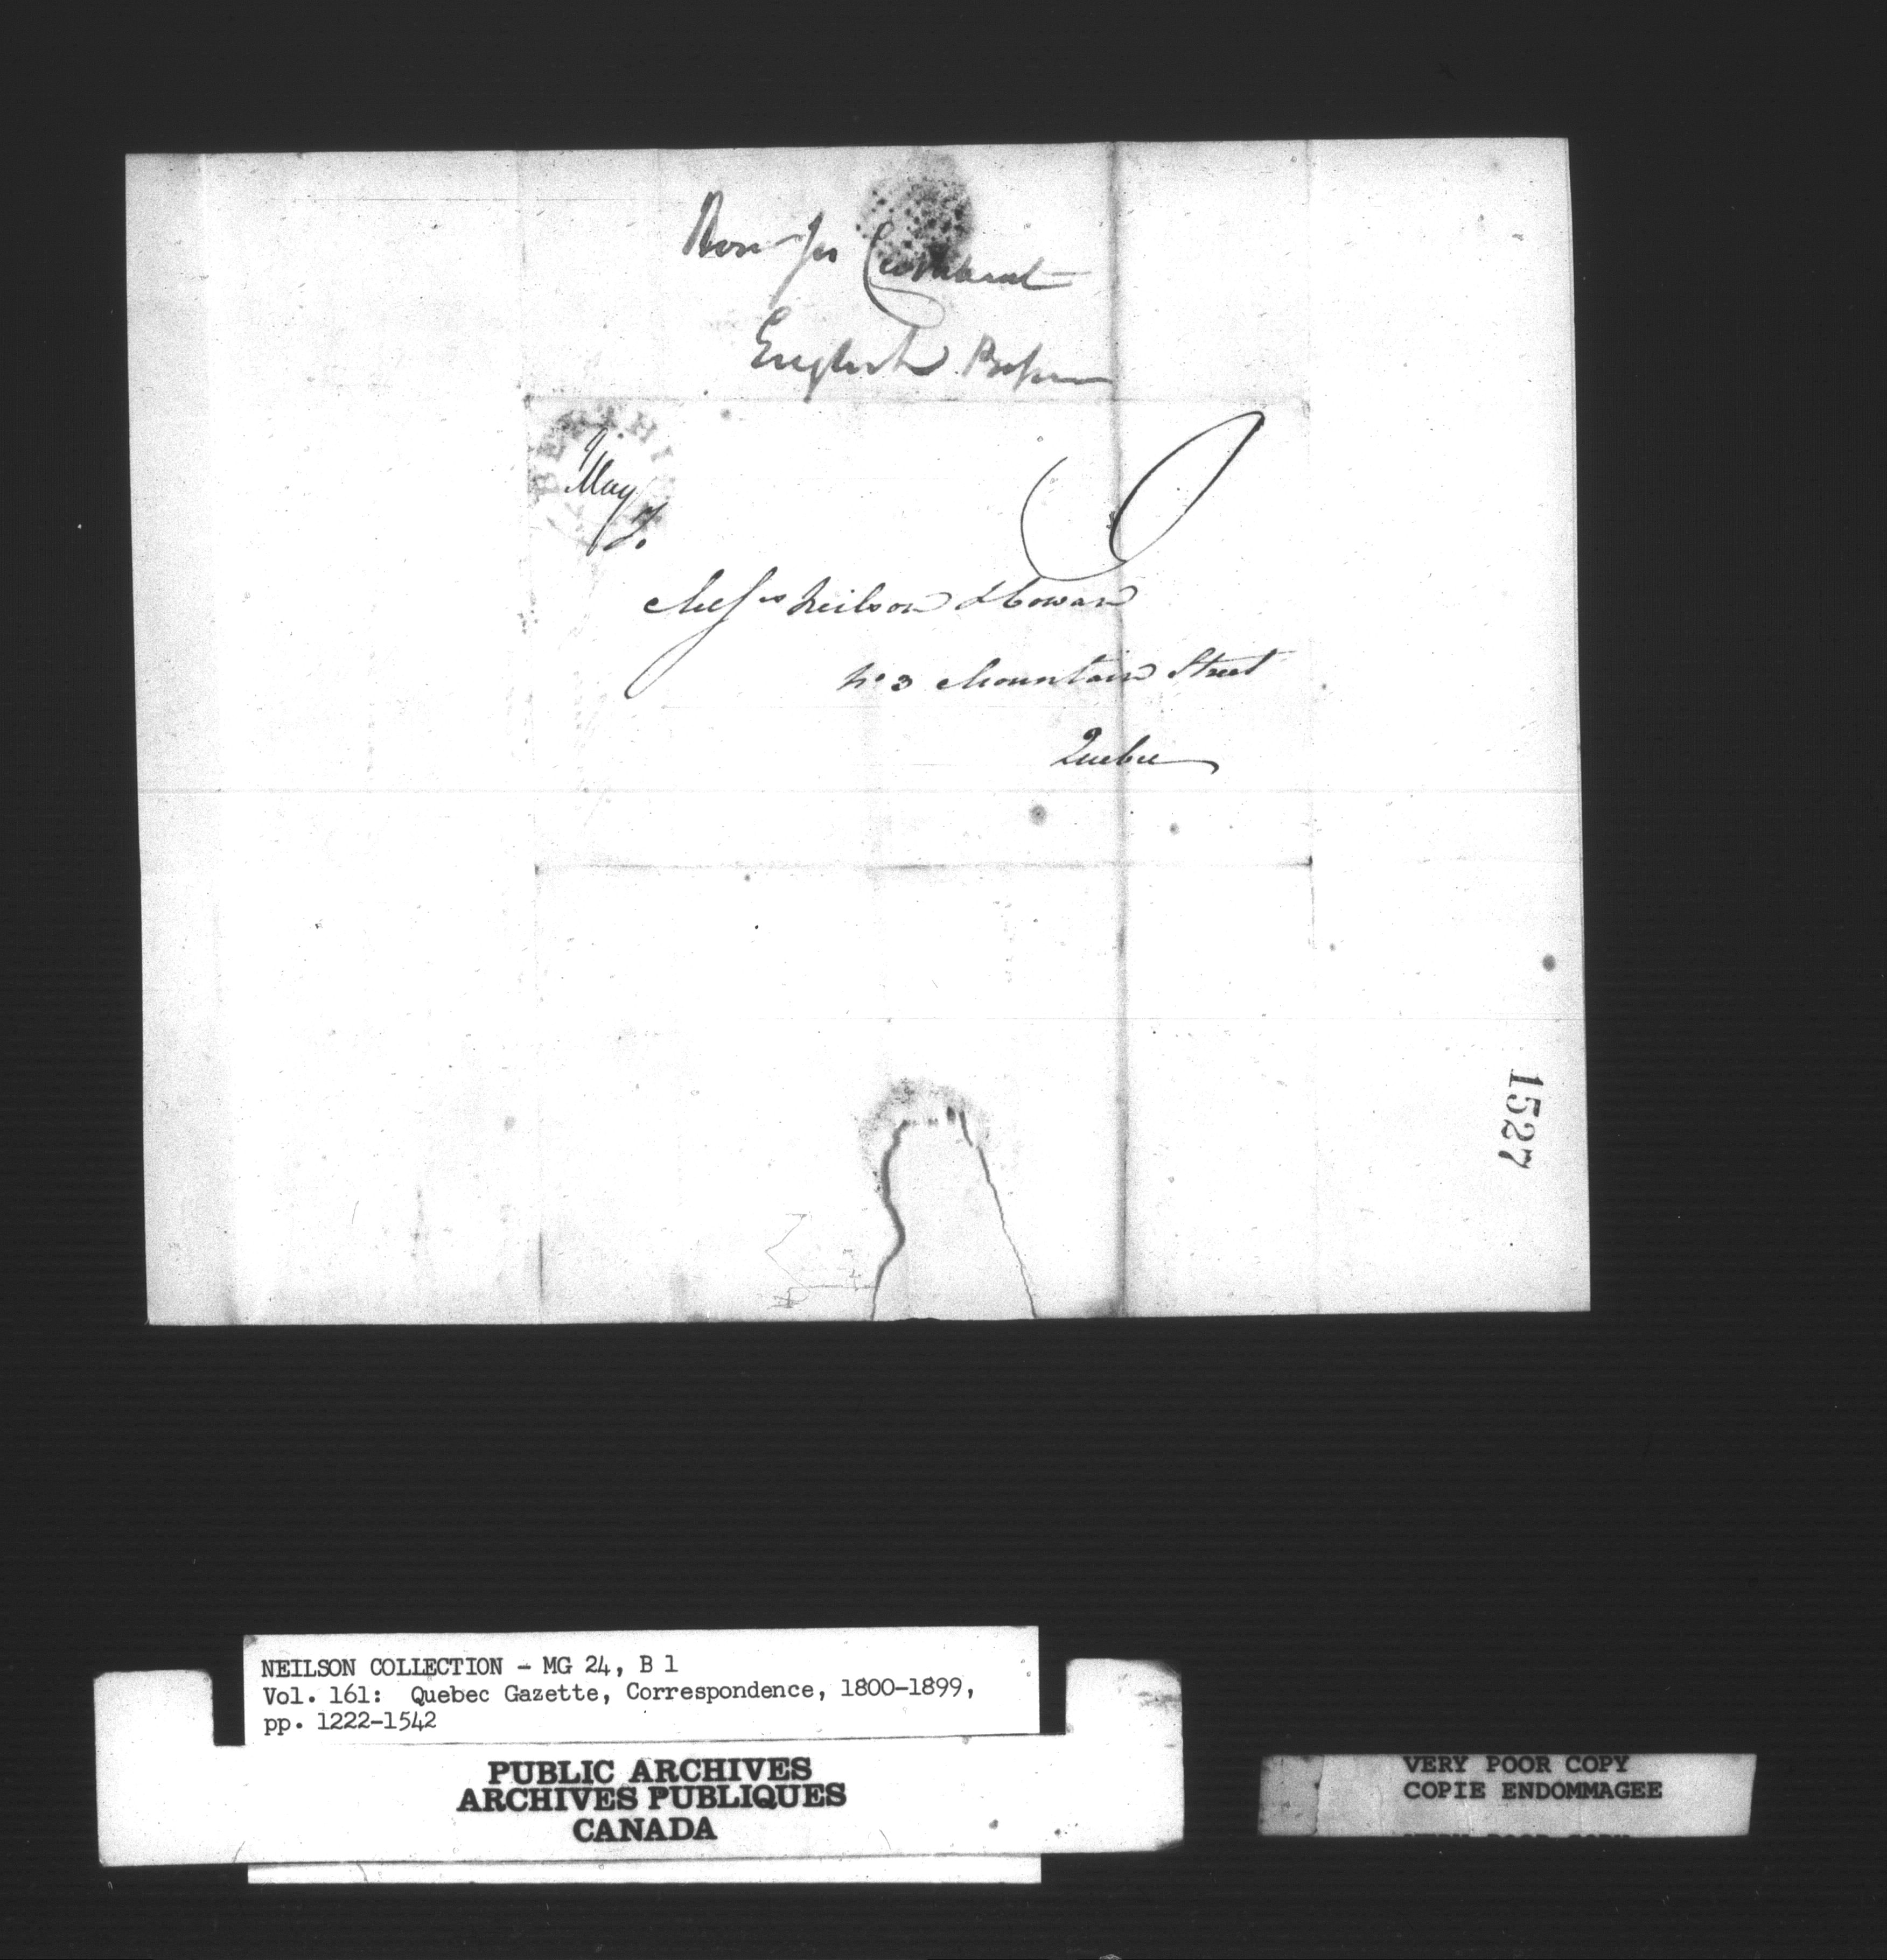 English
May
7.
Messrs Neilson & Cowan
No 3 Mountain Street
Quebec
1527
NEILSON COLLECTION - MG 24, B 1
Vol. 161: Quebec Gazette, Correspondence, 1800-1899,
pp. 1222-1542
PUBLIC ARCHIVES
ARCHIVES PUBLIQUES
CANADA
VERY POOR COPY
COPIE ENDOMMAGEE